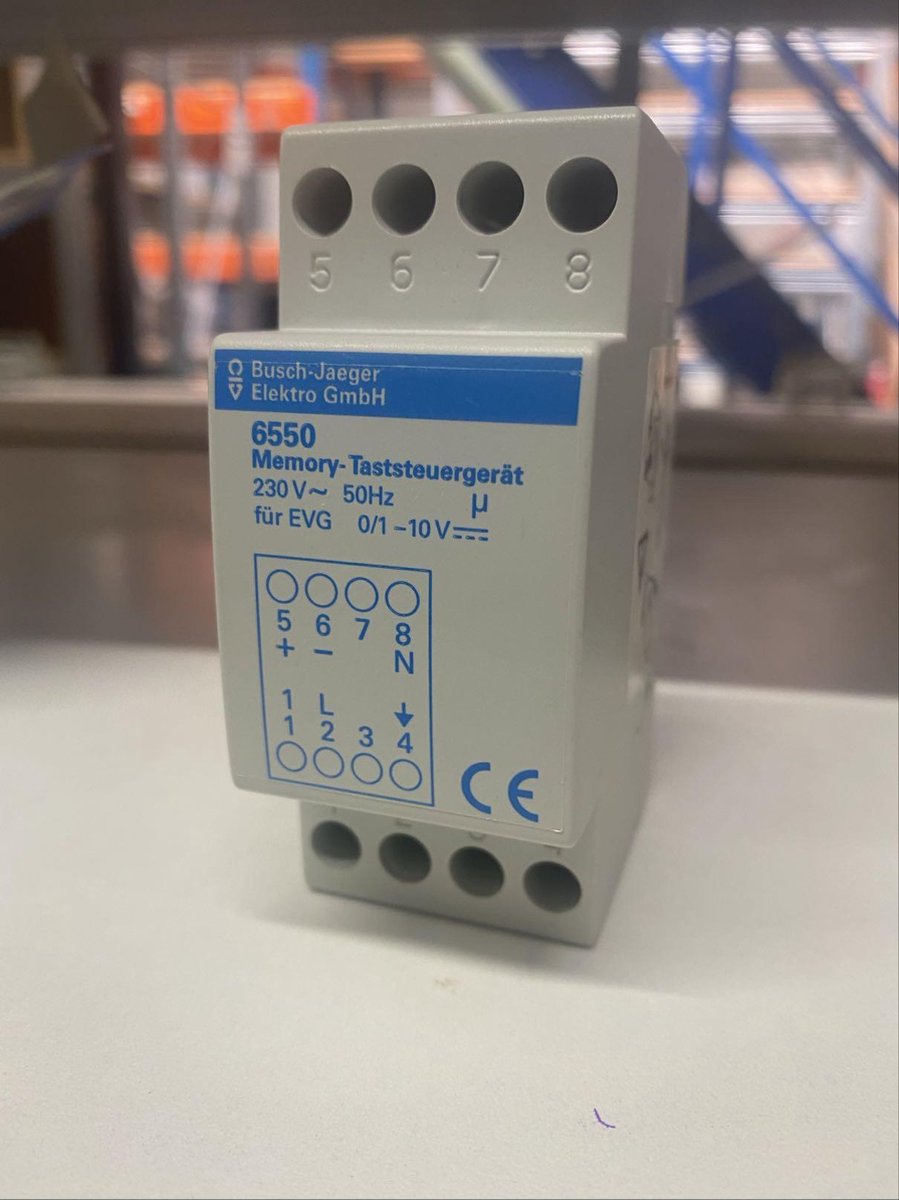 5 6 7 8
Busch-Jaeger
Elektro GmbH
6550
Memory-Taststeuergerät
230 V~ 50Hz µ
für EVG 0/1 –10 V⎓
5 6 7 8
+ – N
1 L ↓
1 2 3 4
CE